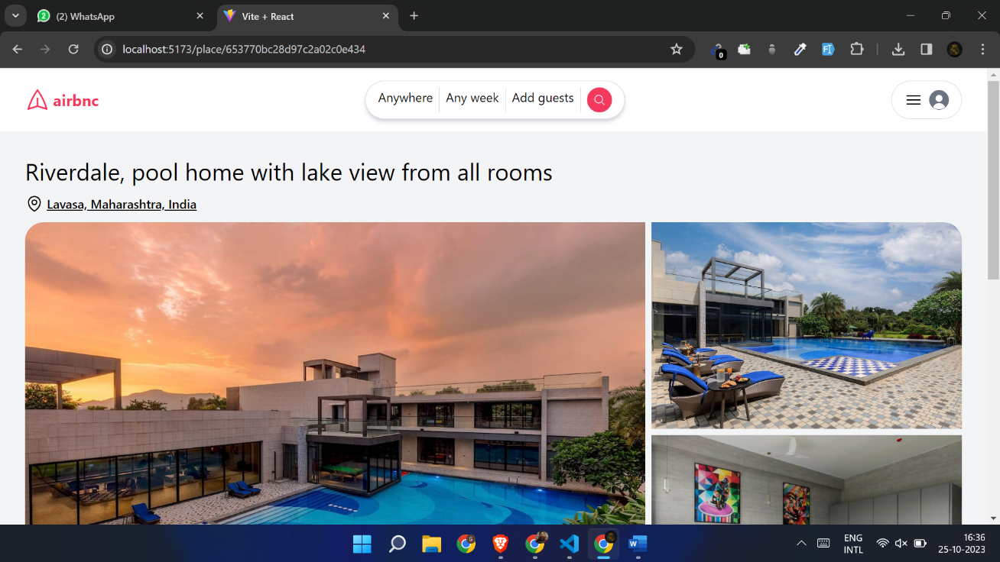 (2) WhatsApp
Vite + React
localhost:5173/place/653770bc28d97c2a02c0e434
0
airbnc
Anywhere
Any week
Add guests
Riverdale, pool home with lake view from all rooms
Lavasa, Maharashtra, India
ENG
INTL
16:36
25-10-2023